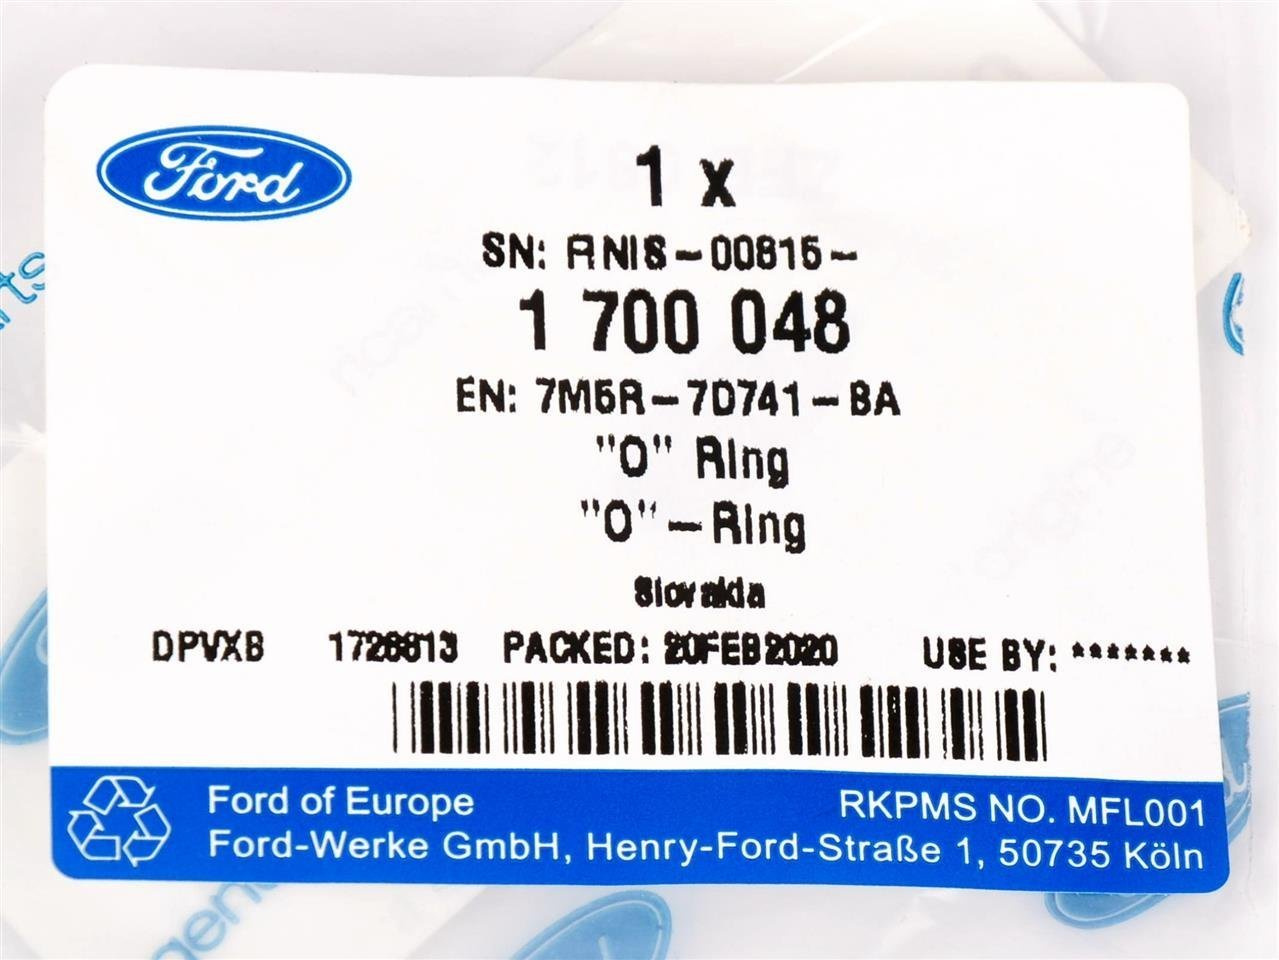 Ford
1 x
SN: RNIS-00815-
1 700 048
EN: 7M5R-7D741-BA
"O" Ring
"O"-Ring
Slovakia
DPVXB 1726813 PACKED: 20FEB2020 USE BY: *******
Ford of Europe
RKPMS NO. MFL001
Ford-Werke GmbH, Henry-Ford-Straße 1, 50735 Köln